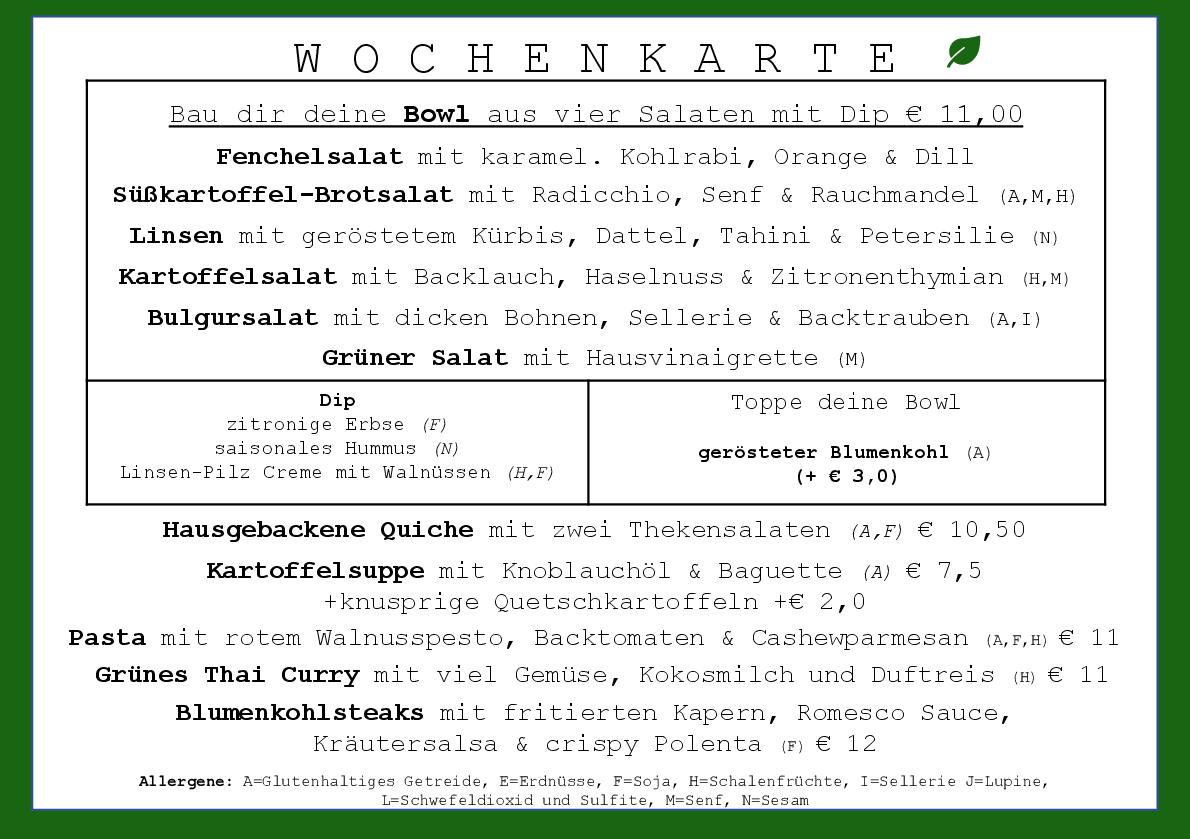 WOCHENKARTE
Bau dir deine Bowl aus vier Salaten mit Dip € 11,00
Fenchelsalat mit karamel. Kohlrabi, Orange & Dill
Süßkartoffel-Brotsalat mit Radicchio, Senf & Rauchmandel (A,M,H)
Linsen mit geröstetem Kürbis, Dattel, Tahini & Petersilie (N)
Kartoffelsalat mit Backlauch, Haselnuss & Zitronenthymian (H,M)
Bulgursalat mit dicken Bohnen, Sellerie & Backtrauben (A,I)
Grüner Salat mit Hausvinaigrette (M)
Dip
zitronige Erbse (F)
saisonales Hummus (N)
Linsen-Pilz Creme mit Walnüssen (H,F)
Toppe deine Bowl
gerösteter Blumenkohl (A)
(+ € 3,0)
Hausgebackene Quiche mit zwei Thekensalaten (A,F) € 10,50
Kartoffelsuppe mit Knoblauchöl & Baguette (A) € 7,5
+knusprige Quetschkartoffeln +€ 2,0
Pasta mit rotem Walnusspesto, Backtomaten & Cashewparmesan (A,F,H) € 11
Grünes Thai Curry mit viel Gemüse, Kokosmilch und Duftreis (H) € 11
Blumenkohlsteaks mit fritierten Kapern, Romesco Sauce,
Kräutersalsa & crispy Polenta (F) € 12
Allergene: A=Glutenhaltiges Getreide, E=Erdnüsse, F=Soja, H=Schalenfrüchte, I=Sellerie J=Lupine,
L=Schwefeldioxid und Sulfite, M=Senf, N=Sesam